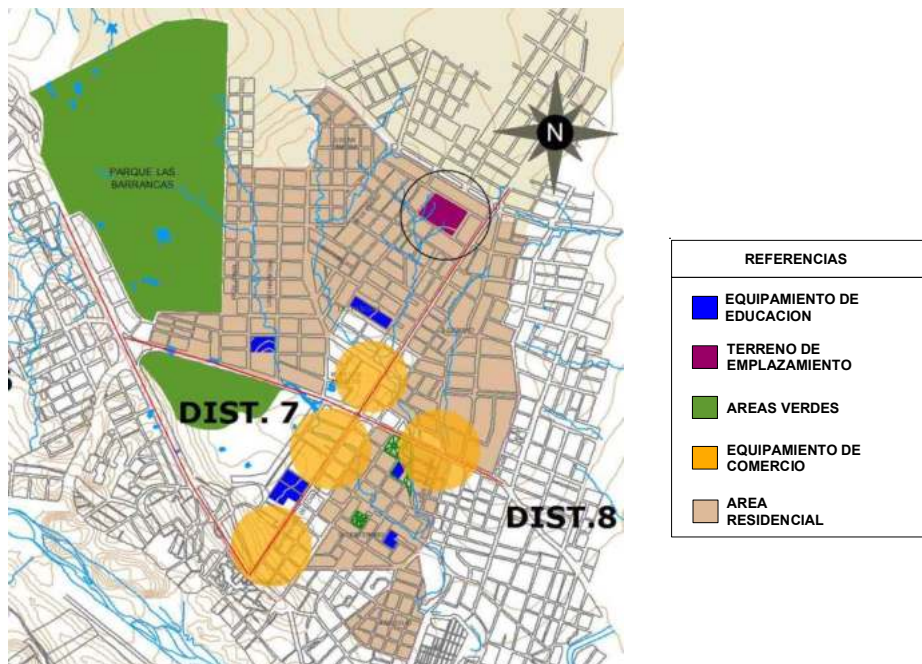 N
PARQUE LAS
BARRANCAS
DIST. 7
DIST.8
REFERENCIAS
EQUIPAMIENTO DE
EDUCACION
TERRENO DE
EMPLAZAMIENTO
AREAS VERDES
EQUIPAMIENTO DE
COMERCIO
AREA
RESIDENCIAL